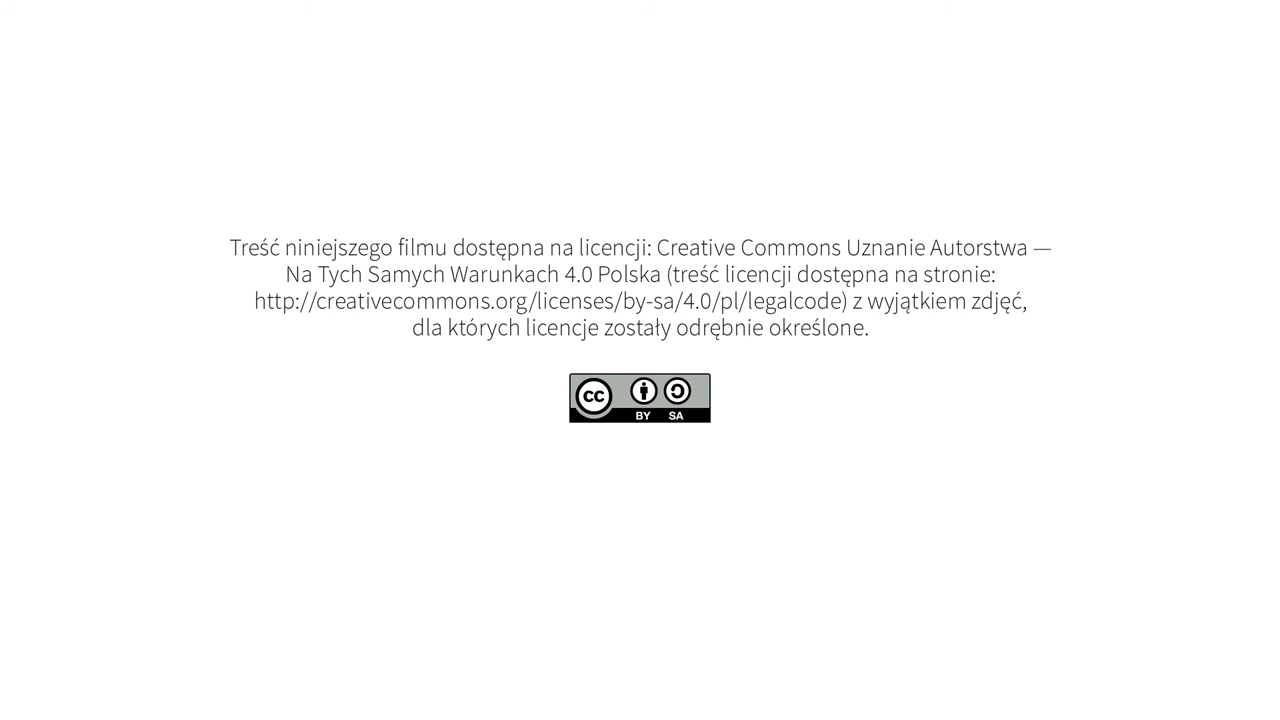 Treść niniejszego filmu dostępna na licencji: Creative Commons Uznanie Autorstwa —
Na Tych Samych Warunkach 4.0 Polska (treść licencji dostępna na stronie:
http://creativecommons.org/licenses/by-sa/4.0/pl/legalcode) z wyjątkiem zdjęć,
dla których licencje zostały odrębnie określone.
cc
BY SA